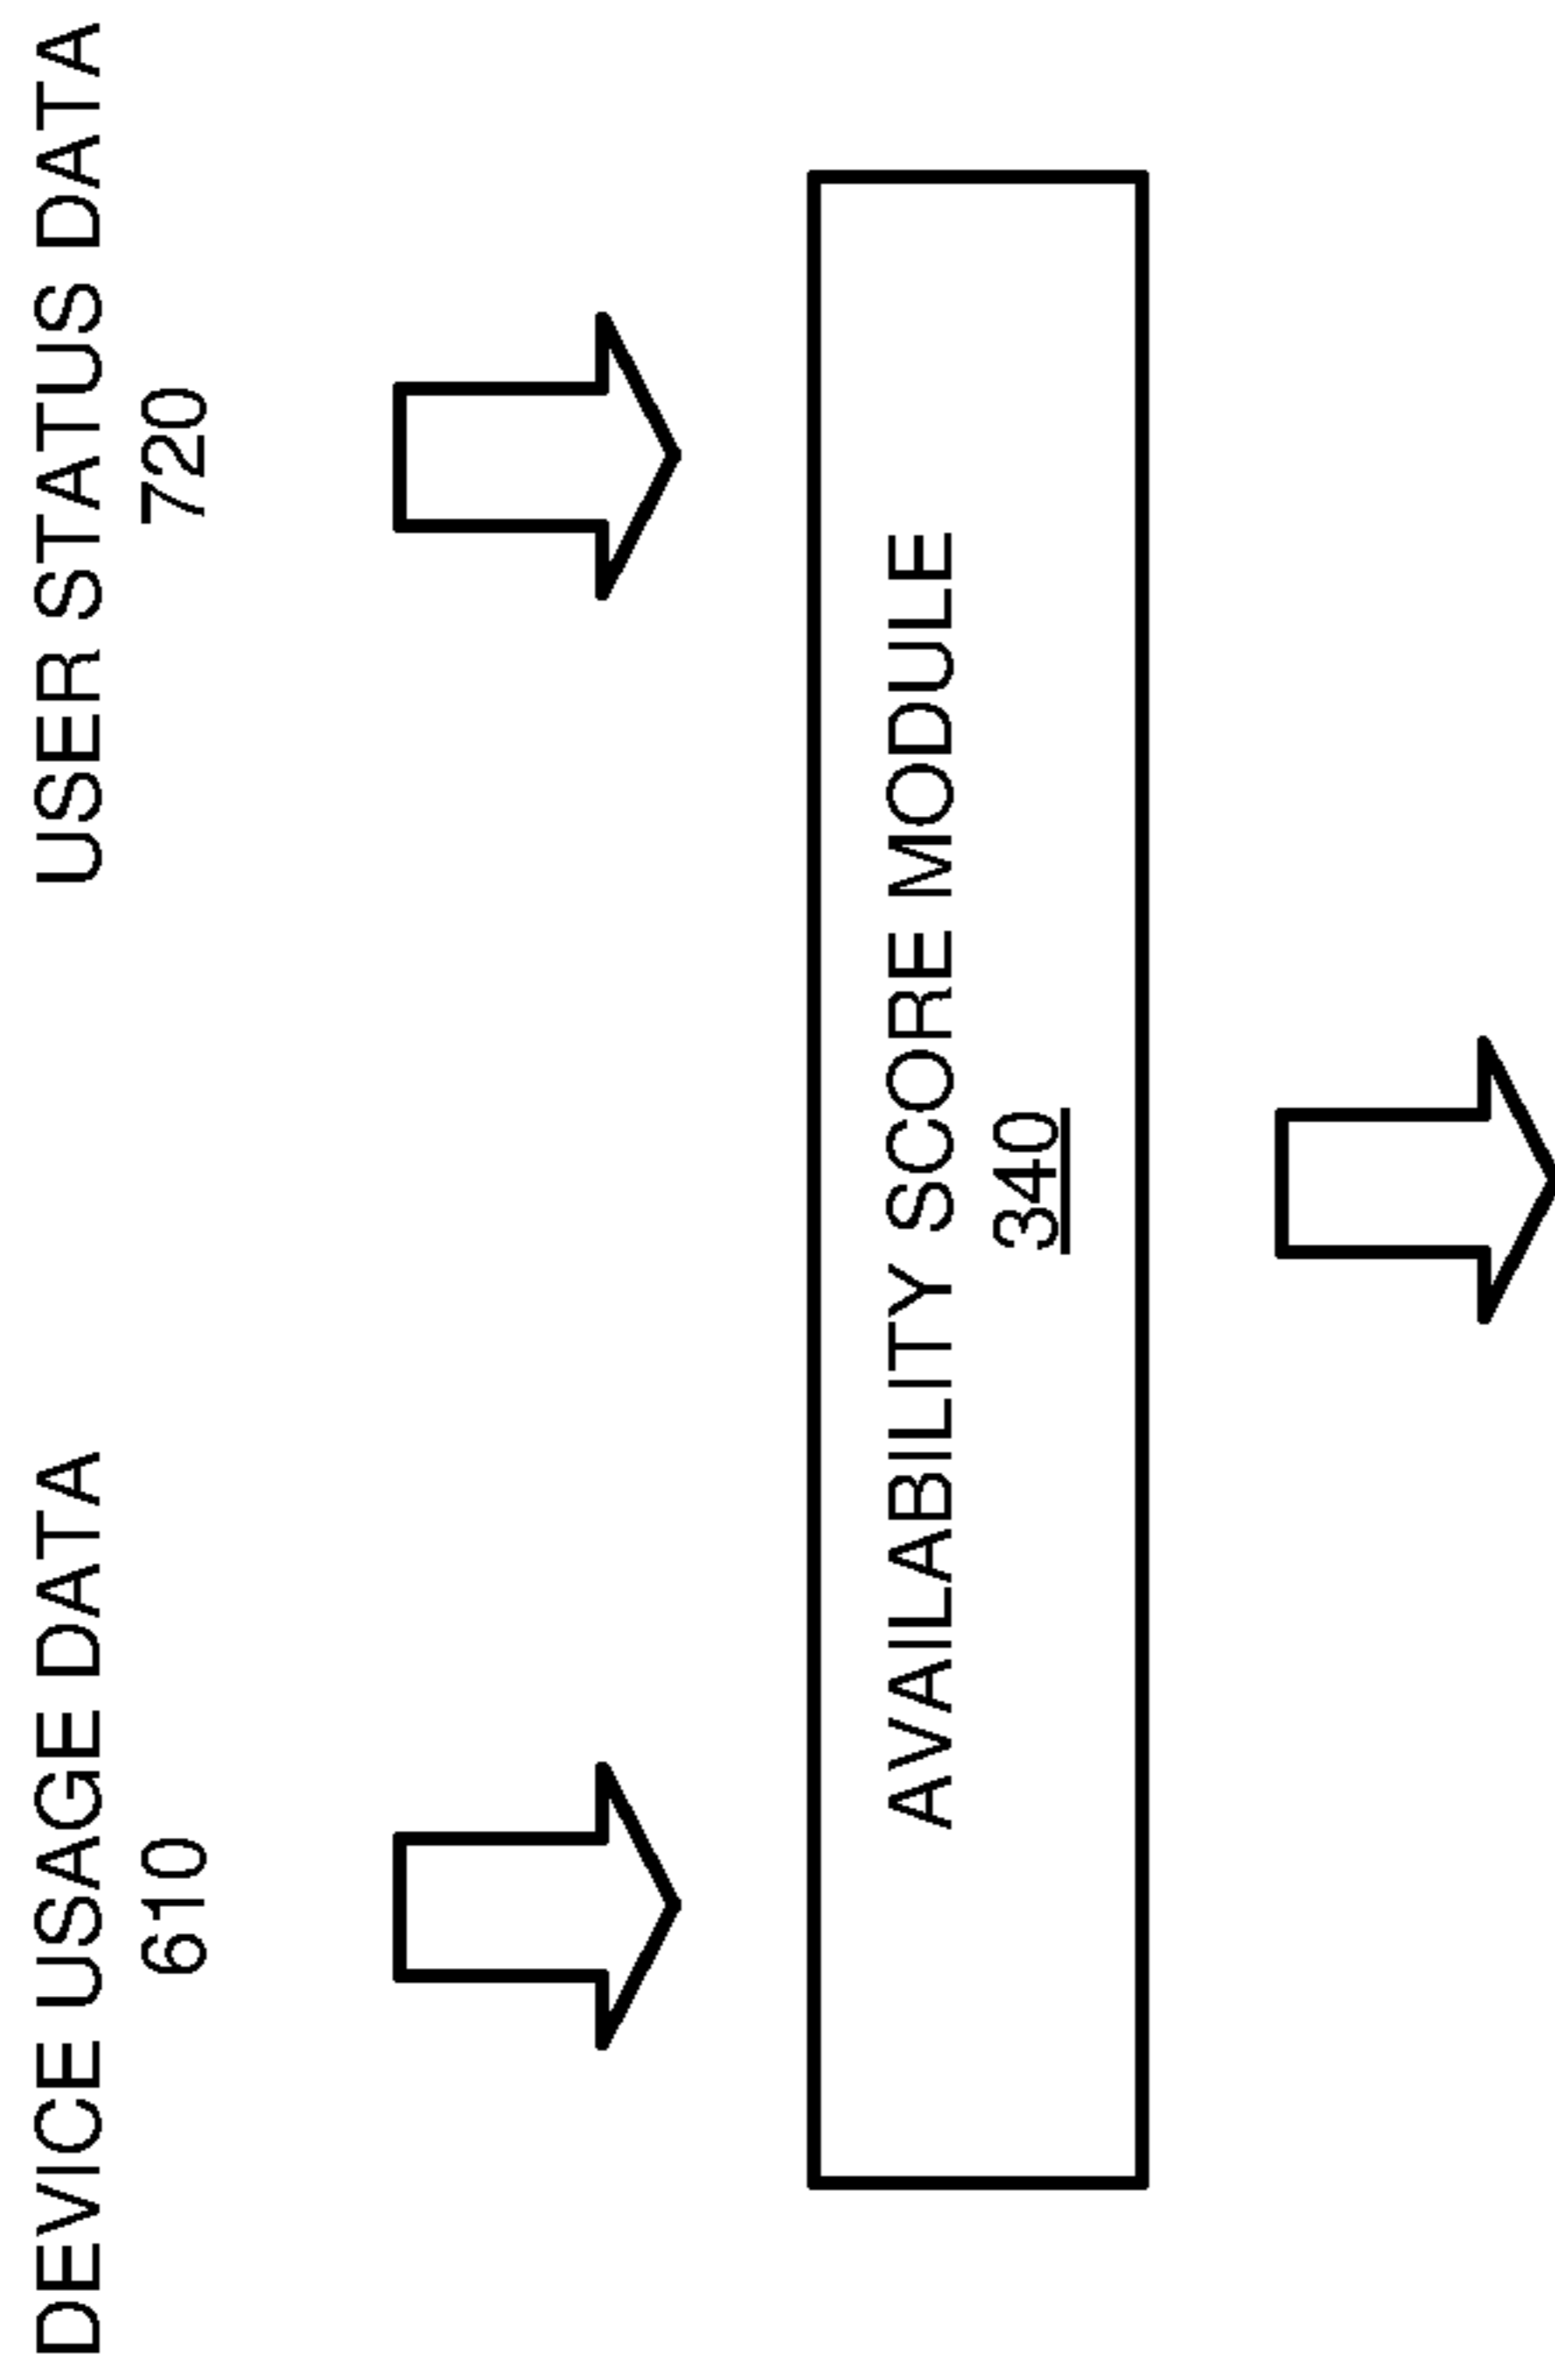 DEVICE USAGE DATA
610
USER STATUS DATA
720
AVAILABILITY SCORE MODULE
340